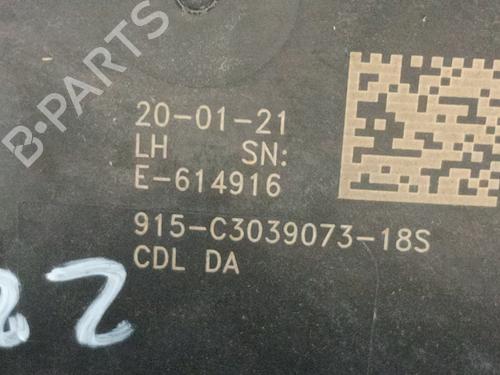 B-PARTS
20-01-21
LH SN:
E-614916
915-C3039073-18S
CDL DA